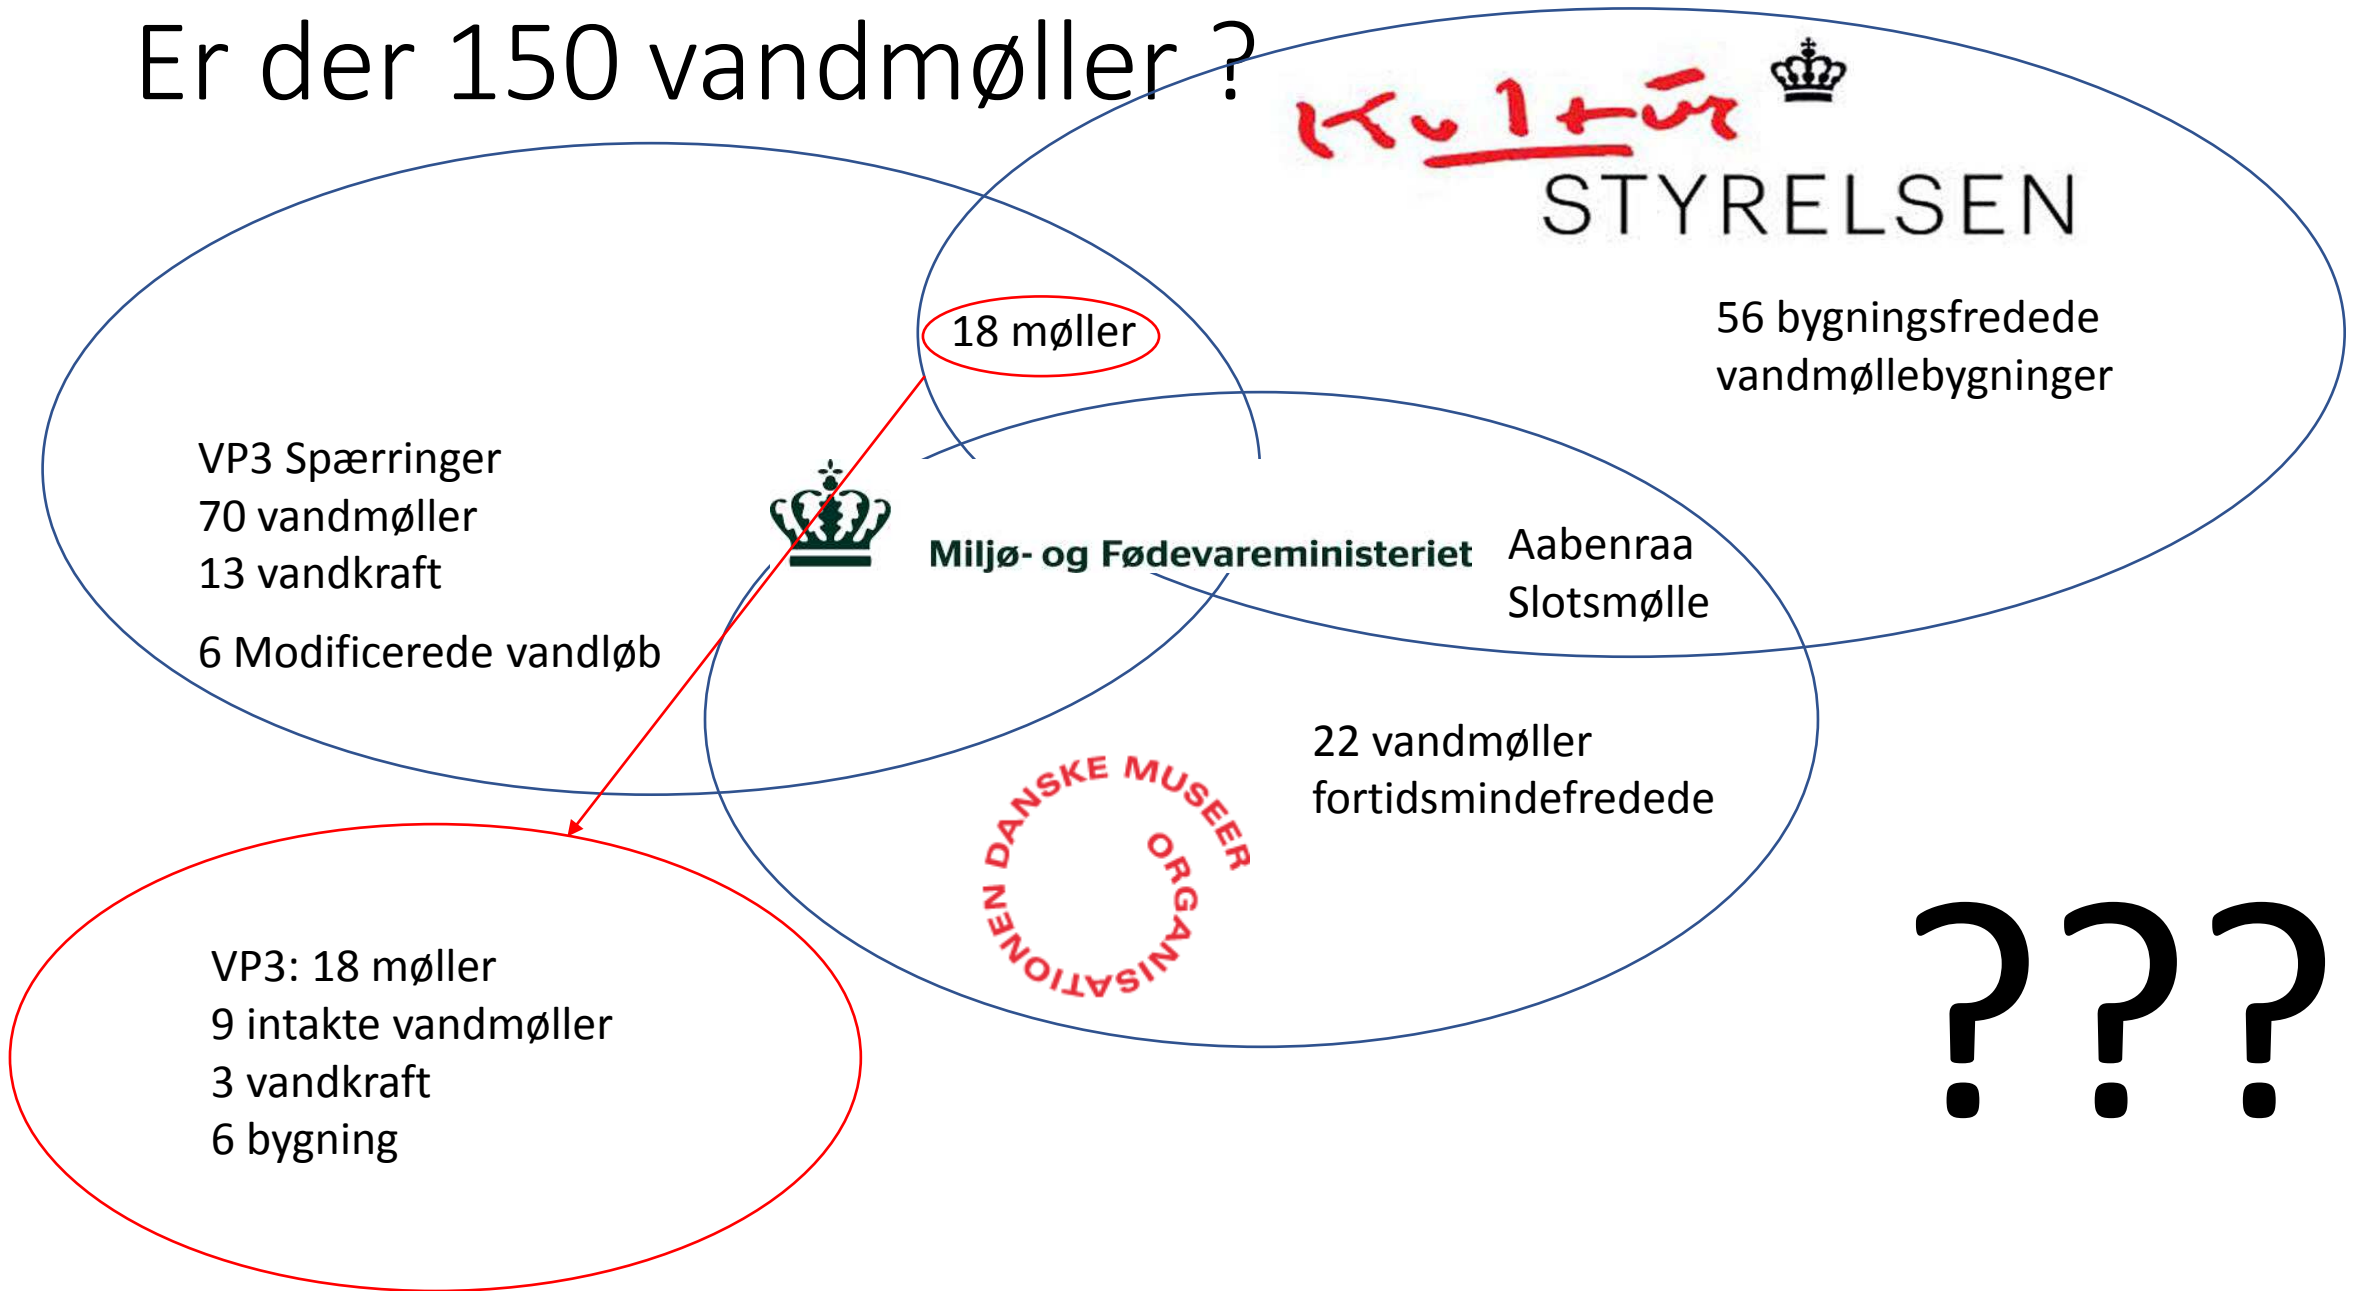 Er der 150 vandmøller ?
Kultur
STYRELSEN
18 møller
56 bygningsfredede
vandmøllebygninger
VP3 Spærringer
70 vandmøller
13 vandkraft
6 Modificerede vandløb
Miljø- og Fødevareministeriet
Aabenraa
Slotsmølle
22 vandmøller
fortidsmindefredede
ORGANISATIONEN DANSKE MUSEER
VP3: 18 møller
9 intakte vandmøller
3 vandkraft
6 bygning
???